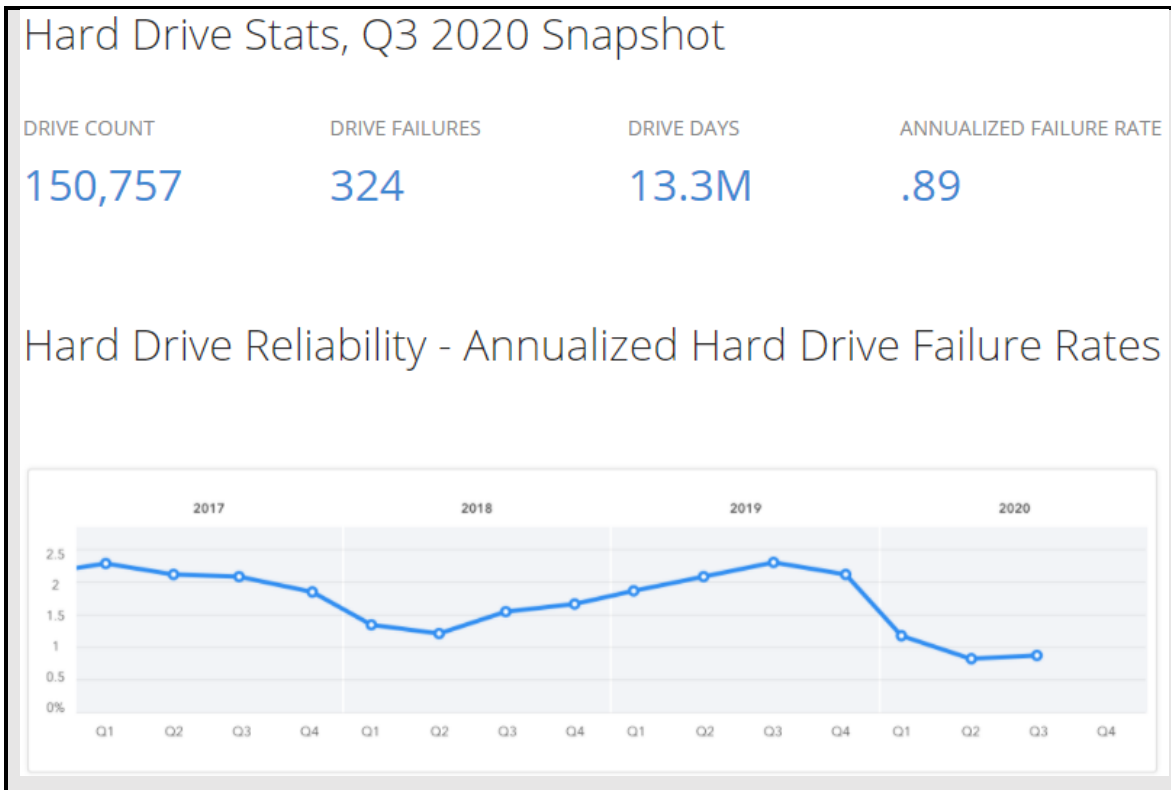 Hard Drive Stats, Q3 2020 Snapshot
DRIVE COUNT DRIVE FAILURES DRIVE DAYS ANNUALIZED FAILURE RATE
150,757 324 13.3M .89
Hard Drive Reliability - Annualized Hard Drive Failure Rates
2017 2018 2019 2020
2.5
2
1.5
1
0.5
0%
Q1 Q2 Q3 Q4 Q1 Q2 Q3 Q4 Q1 Q2 Q3 Q4 Q1 Q2 Q3 Q4